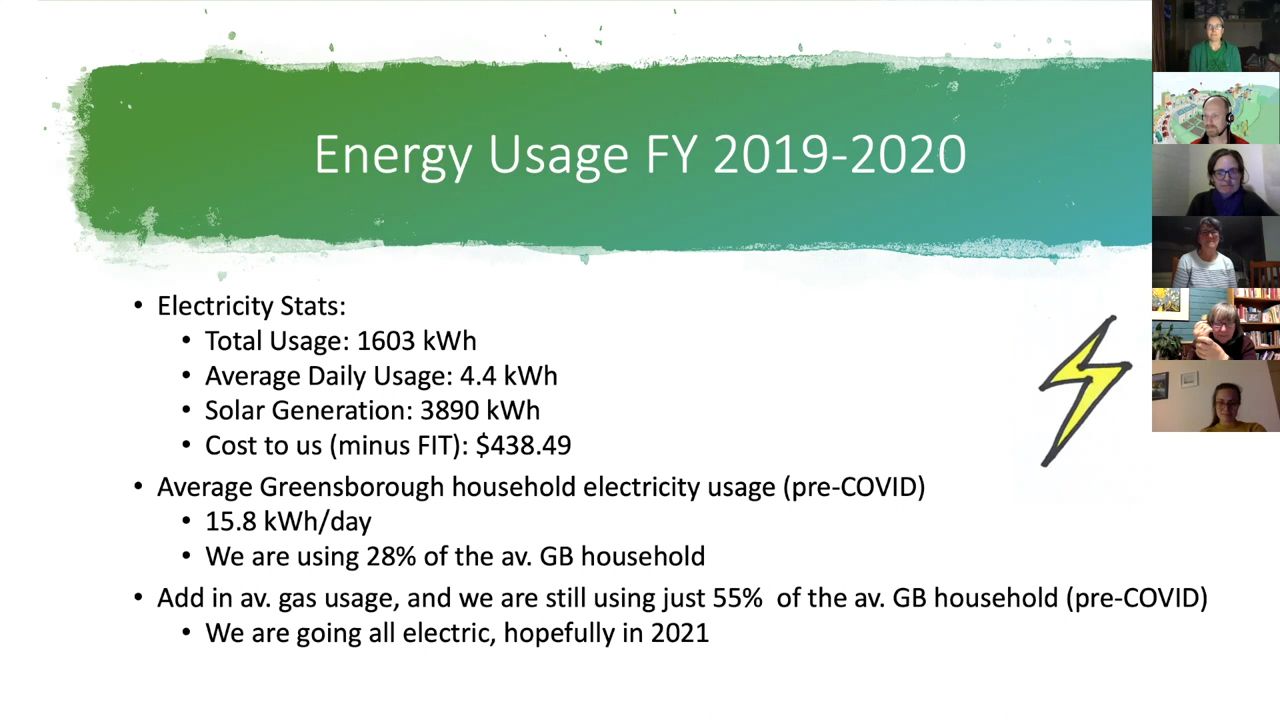 Energy Usage FY 2019-2020
• Electricity Stats:
• Total Usage: 1603 kWh
• Average Daily Usage: 4.4 kWh
• Solar Generation: 3890 kWh
• Cost to us (minus FIT): $438.49
• Average Greensborough household electricity usage (pre-COVID)
• 15.8 kWh/day
• We are using 28% of the av. GB household
• Add in av. gas usage, and we are still using just 55% of the av. GB household (pre-COVID)
• We are going all electric, hopefully in 2021